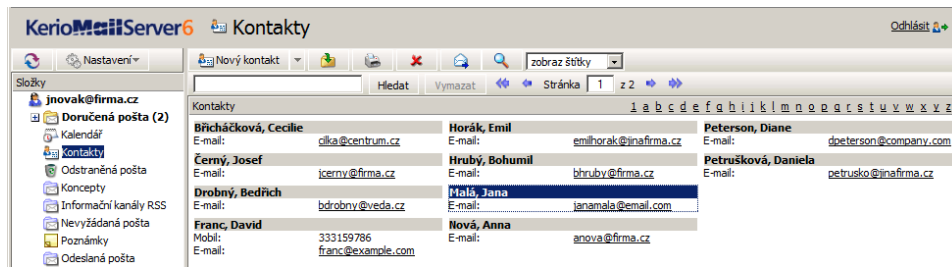 KerioMailServer6 Kontakty Odhlásit
Nastavení Nový kontakt zobraz štítky
Složky Hledat Vymazat Stránka 1 z 2
jnovak@firma.cz
Doručená pošta (2)
Kalendář
Kontakty
Odstraněná pošta
Koncepty
Informační kanály RSS
Nevyžádaná pošta
Poznámky
Odeslaná pošta
Kontakty 1 a b c d e f g h i j k l m n o p q r s t u v w x y z
Břicháčková, Cecilie
E-mail: cilka@centrum.cz
Černý, Josef
E-mail: jcerny@firma.cz
Drobný, Bedřich
E-mail: bdrobny@veda.cz
Franc, David
Mobil: 333159786
E-mail: franc@example.com
Horák, Emil
E-mail: emilhorak@jinafirma.cz
Hrubý, Bohumil
E-mail: bhruby@firma.cz
Malá, Jana
E-mail: janamala@email.com
Nová, Anna
E-mail: anova@firma.cz
Peterson, Diane
E-mail: dpeterson@company.com
Petrušková, Daniela
E-mail: petrusko@jinafirma.cz